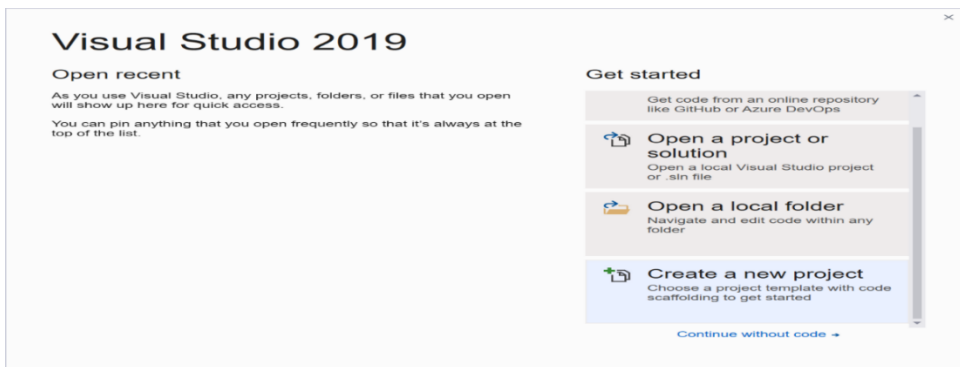 Visual Studio 2019
Open recent
As you use Visual Studio, any projects, folders, or files that you open
will show up here for quick access.
You can pin anything that you open frequently so that it's always at the
top of the list.
Get started
Get code from an online repository
like GitHub or Azure DevOps
Open a project or
solution
Open a local Visual Studio project
or .sln file
Open a local folder
Navigate and edit code within any
folder
Create a new project
Choose a project template with code
scaffolding to get started
Continue without code →